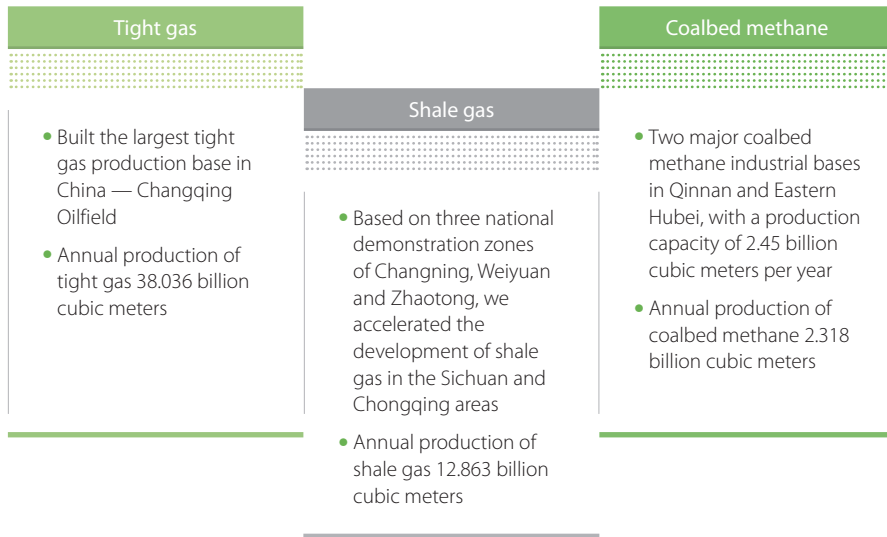 Tight gas
• Built the largest tight
gas production base in
China — Changqing
Oilfield
• Annual production of
tight gas 38.036 billion
cubic meters
Shale gas
• Based on three national
demonstration zones
of Changning, Weiyuan
and Zhaotong, we
accelerated the
development of shale
gas in the Sichuan and
Chongqing areas
• Annual production of
shale gas 12.863 billion
cubic meters
Coalbed methane
• Two major coalbed
methane industrial bases
in Qinnan and Eastern
Hubei, with a production
capacity of 2.45 billion
cubic meters per year
• Annual production of
coalbed methane 2.318
billion cubic meters